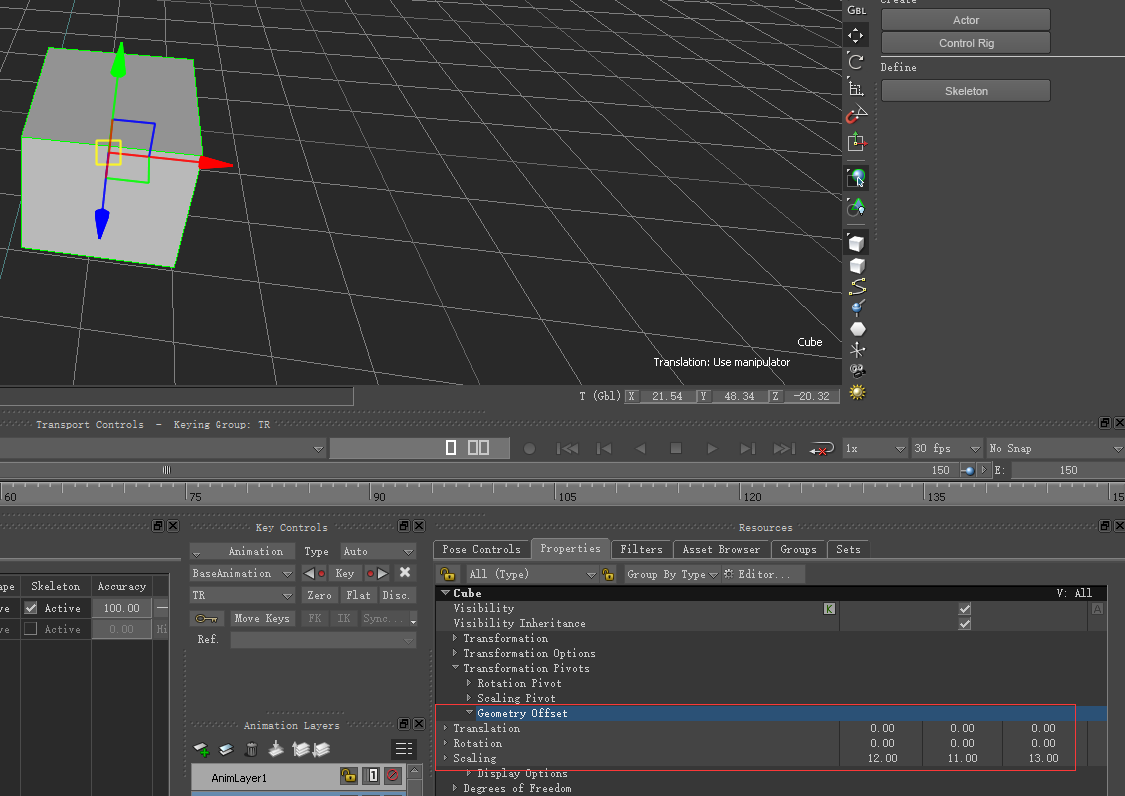 GBL
Create
Actor
Control Rig
Define
Skeleton
Cube
Translation: Use manipulator
T (Gbl) X 21.54 Y 48.34 Z -20.32
Transport Controls - Keying Group: TR
1x 30 fps No Snap
150 E: 150
60 75 90 105 120 135 15
Key Controls
Animation Type Auto
BaseAnimation Key
TR Zero Flat Disc.
Move Keys FK IK Sync...
Ref.
Skeleton Accuracy
Active 100.00
Active 0.00 Hi
Animation Layers
AnimLayer1
Resources
Pose Controls Properties Filters Asset Browser Groups Sets
All (Type) Group By Type Editor...
Cube V: All
Visibility K A
Visibility Inheritance
Transformation
Transformation Options
Transformation Pivots
Rotation Pivot
Scaling Pivot
Geometry Offset
Translation 0.00 0.00 0.00
Rotation 0.00 0.00 0.00
Scaling 12.00 11.00 13.00
Display Options
Degrees of Freedom